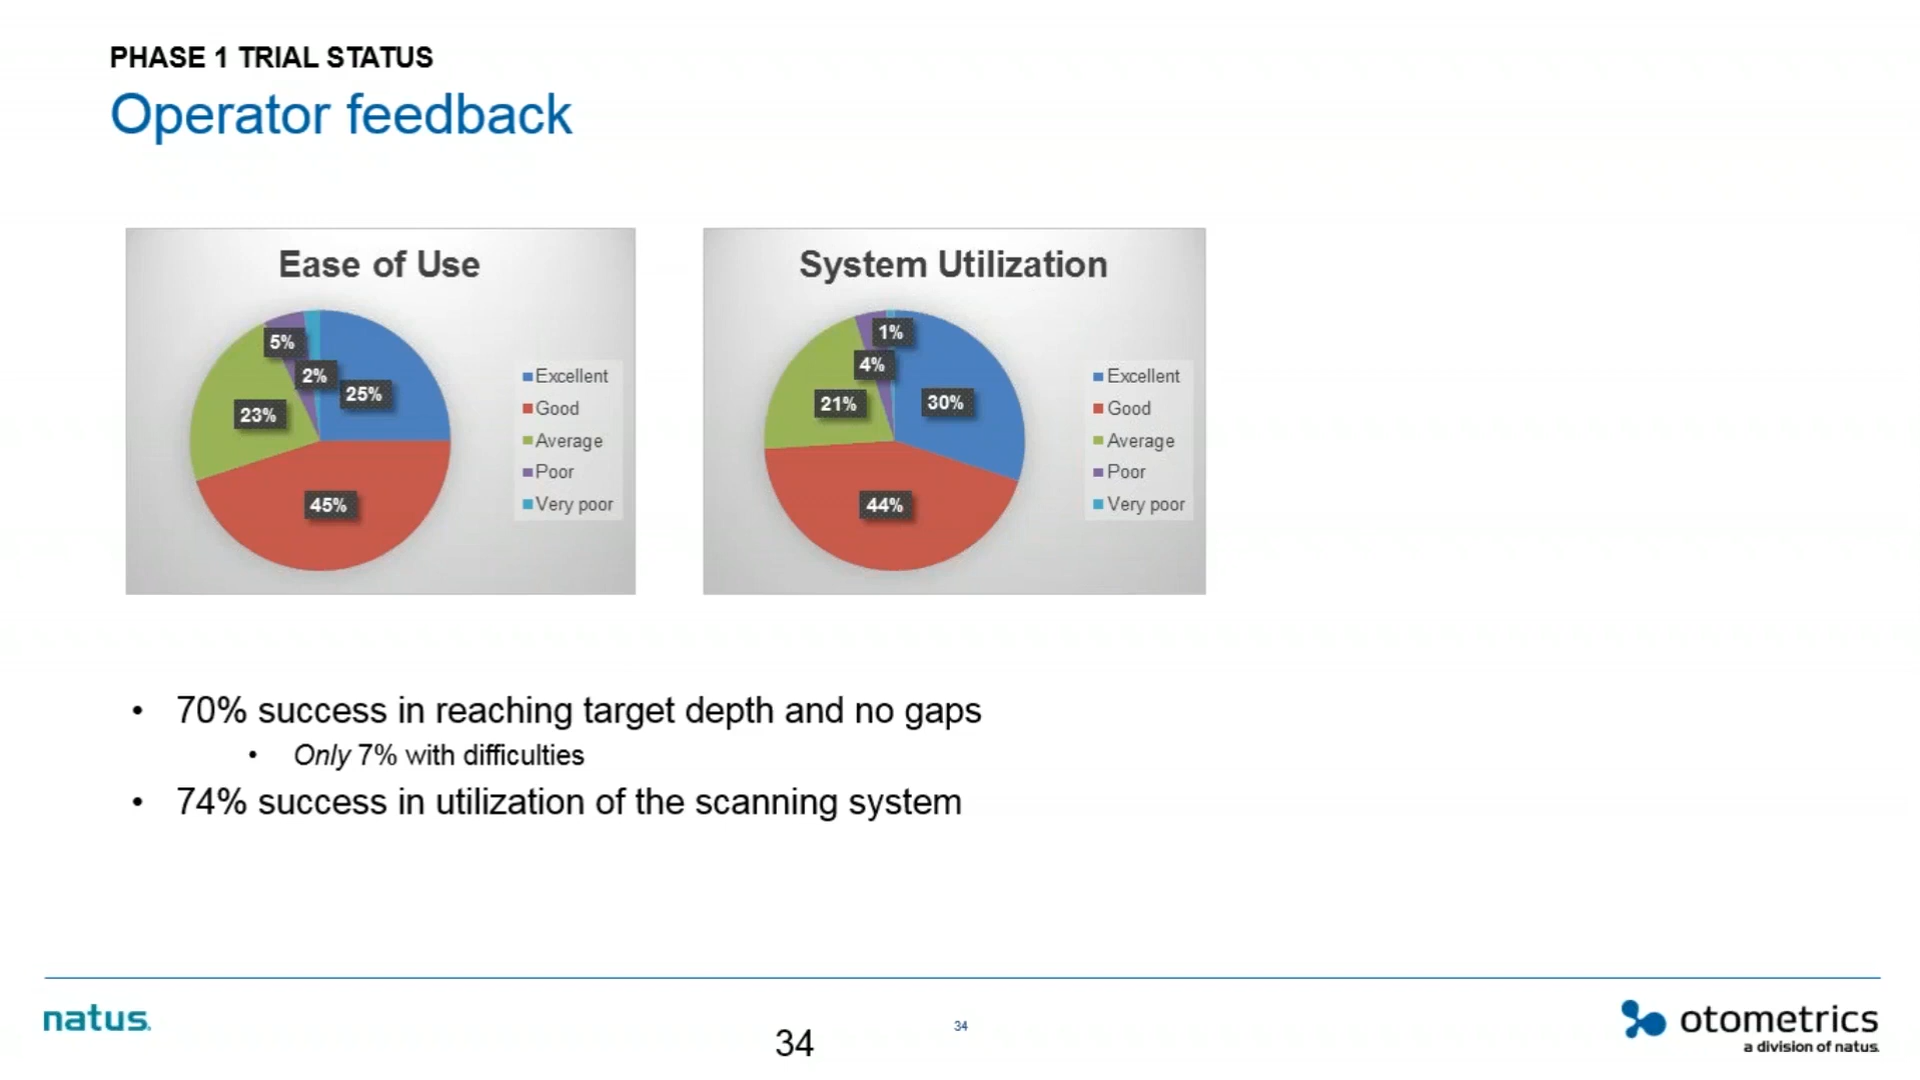 PHASE 1 TRIAL STATUS
Operator feedback
Ease of Use
5%
2%
25%
23%
45%
Excellent
Good
Average
Poor
Very poor
System Utilization
1%
4%
21%
30%
44%
Excellent
Good
Average
Poor
Very poor
• 70% success in reaching target depth and no gaps
• Only 7% with difficulties
• 74% success in utilization of the scanning system
natus.
34
34
otometrics
a division of natus.